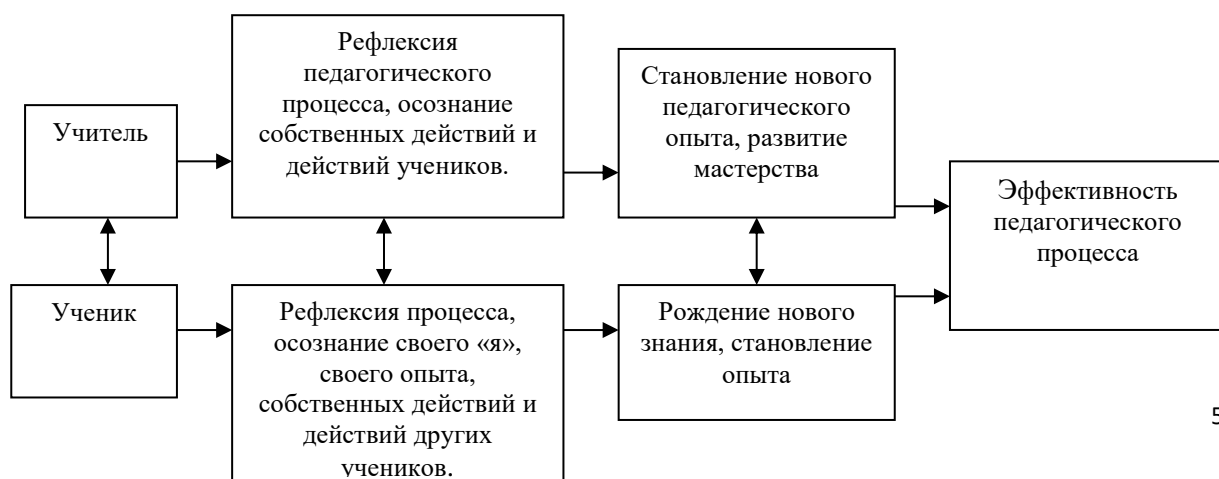 Учитель
Рефлексия
педагогического
процесса, осознание
собственных действий и
действий учеников.
Становление нового
педагогического
опыта, развитие
мастерства
Эффективность
педагогического
процесса
Ученик
Рефлексия процесса,
осознание своего «я»,
своего опыта,
собственных действий и
действий других
учеников.
Рождение нового
знания, становление
опыта
5